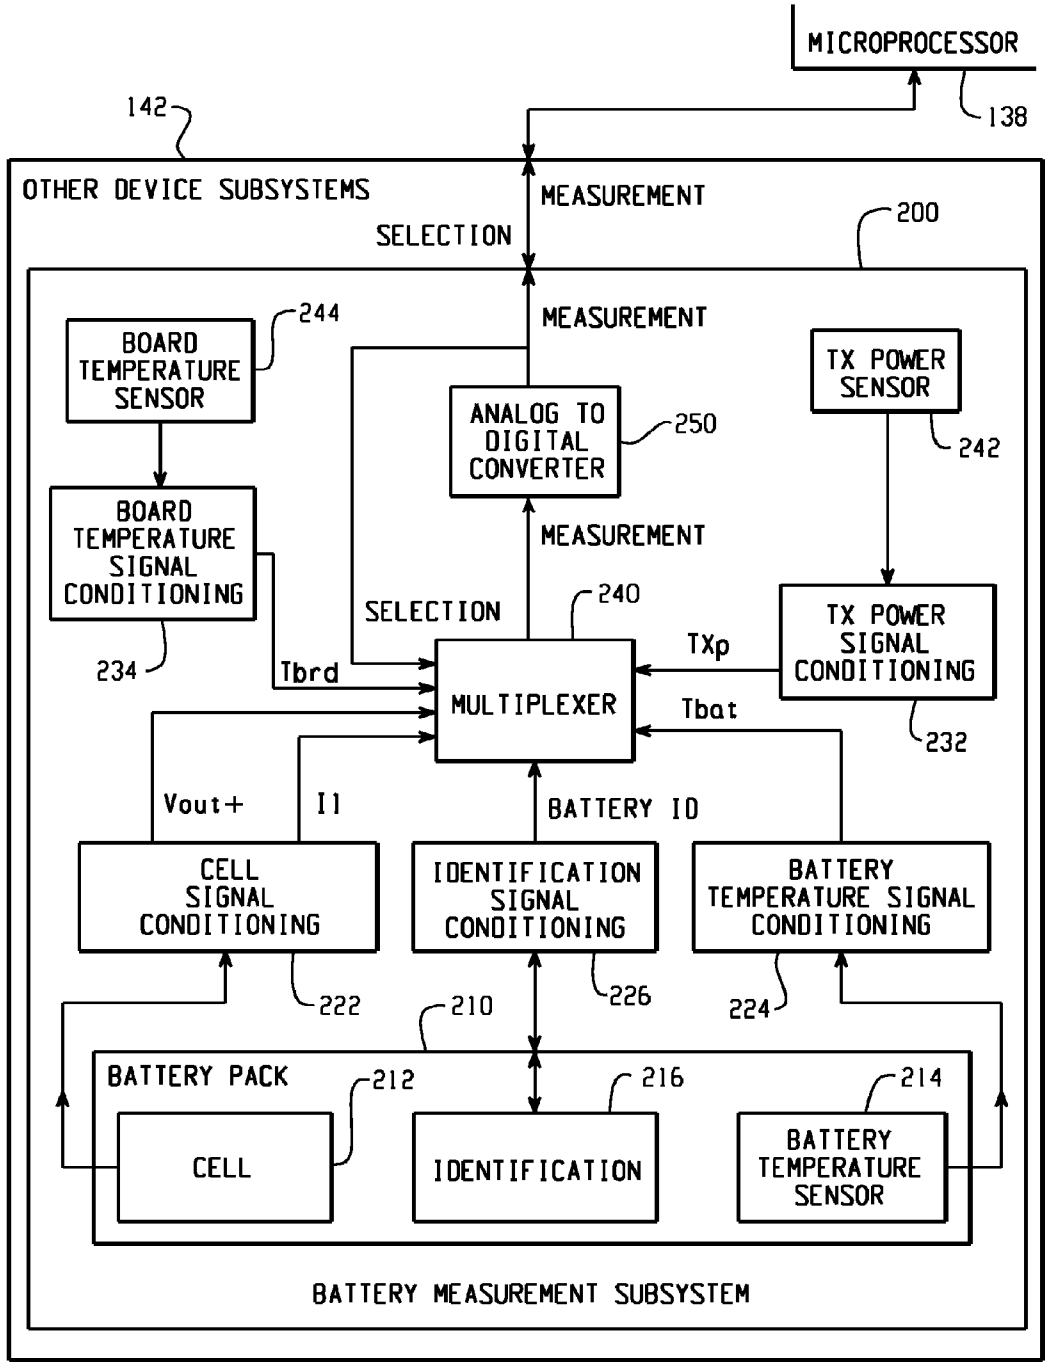 MICROPROCESSOR
142
138
OTHER DEVICE SUBSYSTEMS
MEASUREMENT
SELECTION
200
244
MEASUREMENT
BOARD
TEMPERATURE
SENSOR
TX POWER
SENSOR
ANALOG TO
DIGITAL
CONVERTER
250
242
BOARD
TEMPERATURE
SIGNAL
CONDITIONING
MEASUREMENT
240
SELECTION
TX POWER
SIGNAL
CONDITIONING
234
Tbrd
TXp
MULTIPLEXER
Tbat
232
Vout+
I1
BATTERY ID
CELL
SIGNAL
CONDITIONING
IDENTIFICATION
SIGNAL
CONDITIONING
BATTERY
TEMPERATURE SIGNAL
CONDITIONING
222
210
226
224
BATTERY PACK
212
216
214
CELL
IDENTIFICATION
BATTERY
TEMPERATURE
SENSOR
BATTERY MEASUREMENT SUBSYSTEM